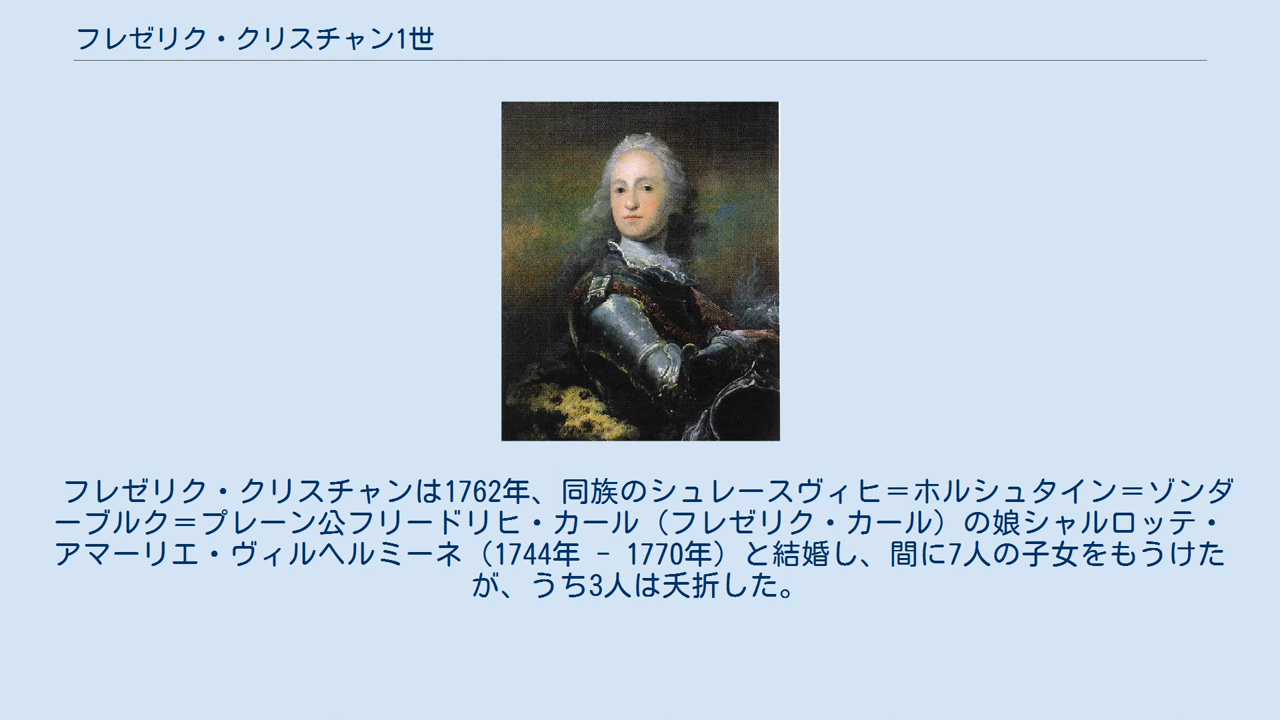 フレゼリク・クリスチャン1世
フレゼリク・クリスチャンは1762年、同族のシュレースヴィヒ＝ホルシュタイン＝ゾンダ
ーブルク＝プレーン公フリードリヒ・カール（フレゼリク・カール）の娘シャルロッテ・
アマーリエ・ヴィルヘルミーネ（1744年 - 1770年）と結婚し、間に7人の子女をもうけた
が、うち3人は夭折した。